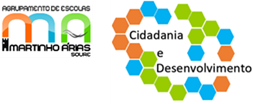 AGRUPAMENTO DE ESCOLAS
MARTINHO ÁRIAS
SOURE
Cidadania
e
Desenvolvimento